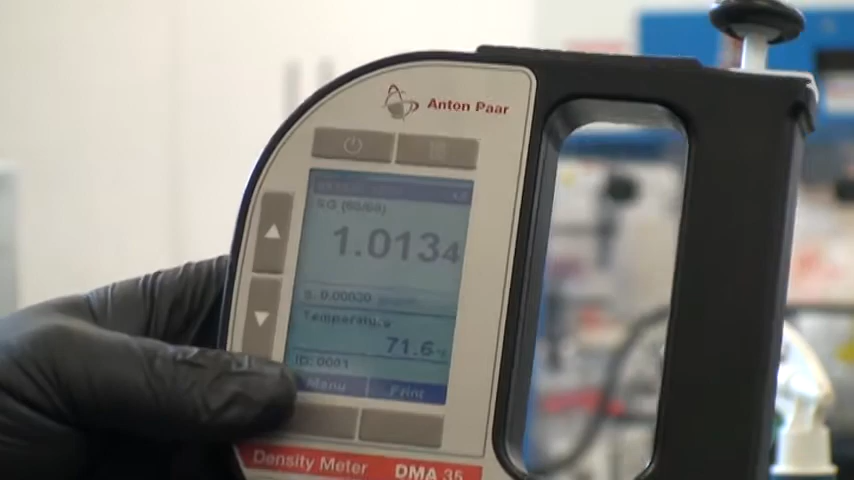 Anton Paar
SG (60/60)
1.0134
Temperature
71.6
ID: 0001
Menu Print
Density Meter DMA 35